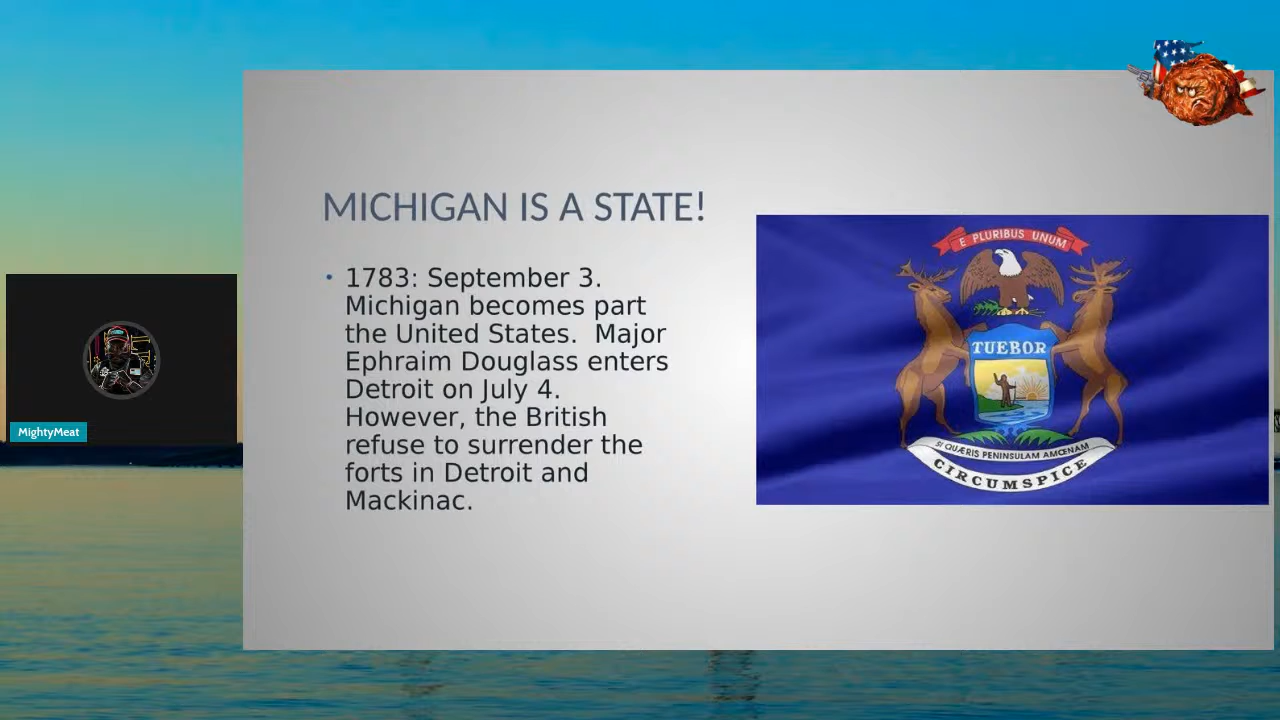 MICHIGAN IS A STATE!
• 1783: September 3.
Michigan becomes part
the United States.  Major
Ephraim Douglass enters
Detroit on July 4.
However, the British
refuse to surrender the
forts in Detroit and
Mackinac.
E PLURIBUS UNUM
TUEBOR
SI QUÆRIS PENINSULAM AMŒNAM
CIRCUMSPICE
MightyMeat